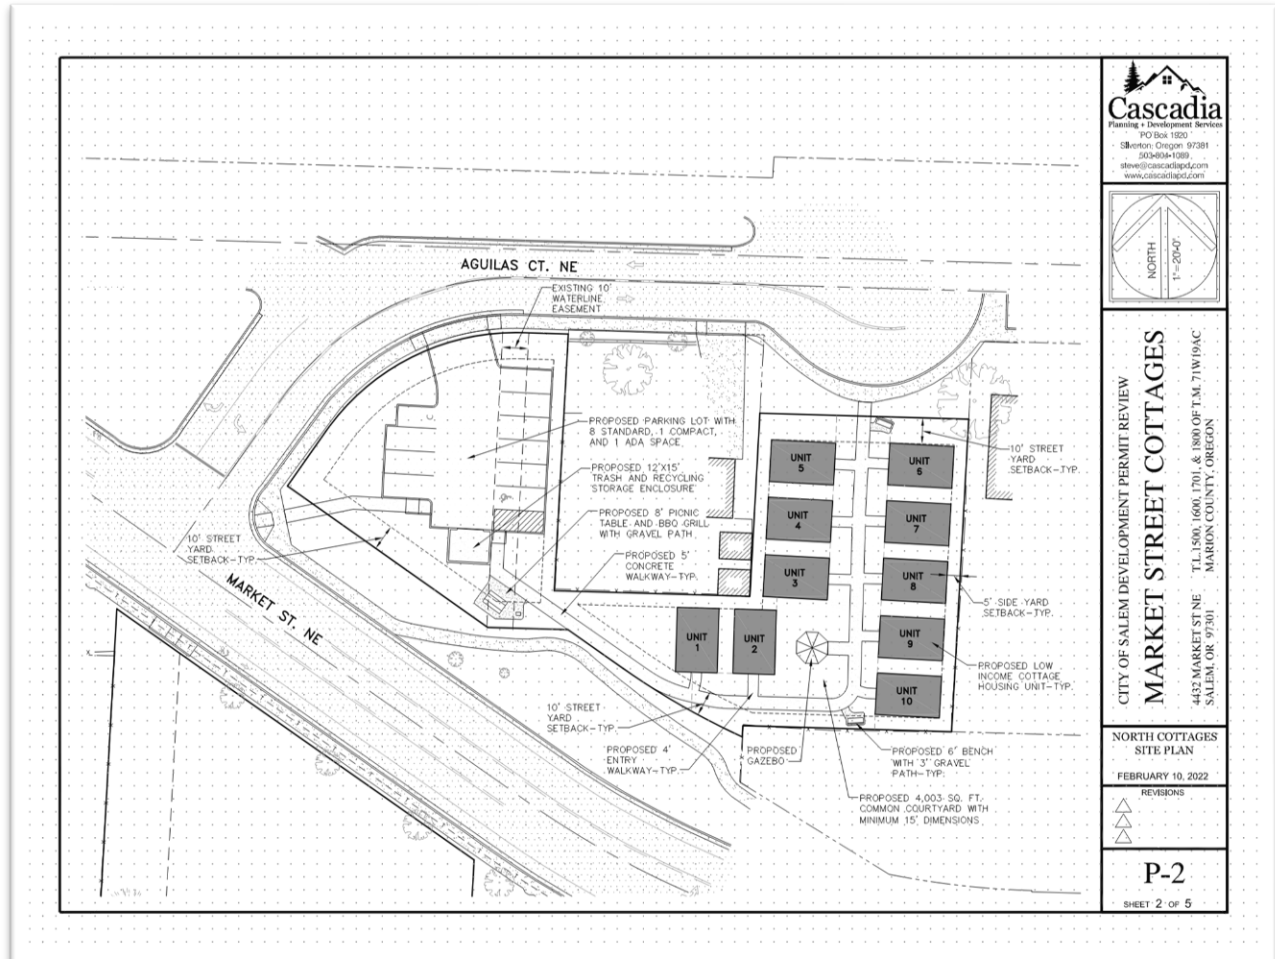 AGUILAS CT. NE
EXISTING 10'
WATERLINE
EASEMENT
PROPOSED PARKING LOT WITH
8 STANDARD, 1 COMPACT,
AND 1 ADA SPACE.
PROPOSED 12'X15'
TRASH AND RECYCLING
STORAGE ENCLOSURE
PROPOSED 8' PICNIC
TABLE AND BBQ GRILL
WITH GRAVEL PATH
PROPOSED 5'
CONCRETE
WALKWAY-TYP.
10' STREET
YARD
SETBACK-TYP.
MARKET ST. NE
C
UNIT
5
UNIT
6
UNIT
4
UNIT
7
UNIT
3
UNIT
8
UNIT
1
UNIT
2
UNIT
9
UNIT
10
10' STREET
YARD
SETBACK-TYP.
5' SIDE YARD
SETBACK-TYP.
PROPOSED LOW
INCOME COTTAGE
HOUSING UNIT-TYP.
10' STREET
YARD
SETBACK-TYP.
PROPOSED 4'
ENTRY
WALKWAY-TYP.
PROPOSED
GAZEBO
PROPOSED 6' BENCH
WITH 3' GRAVEL
PATH-TYP.
PROPOSED 4,003 SQ. FT.
COMMON COURTYARD WITH
MINIMUM 15' DIMENSIONS
Cascadia
Planning + Development Services
PO Box 1920
Silverton, Oregon 97381
503-804-1089
steve@cascadiapd.com
www.cascadiapd.com
NORTH
1"= 20'-0"
CITY OF SALEM DEVELOPMENT PERMIT REVIEW
MARKET STREET COTTAGES
4432 MARKET ST NE T.L.1500, 1600, 1701, & 1800 OF T.M. 71W19AC
SALEM, OR 97301 MARION COUNTY, OREGON
NORTH COTTAGES
SITE PLAN
FEBRUARY 10, 2022
REVISIONS
P-2
SHEET 2 OF 5